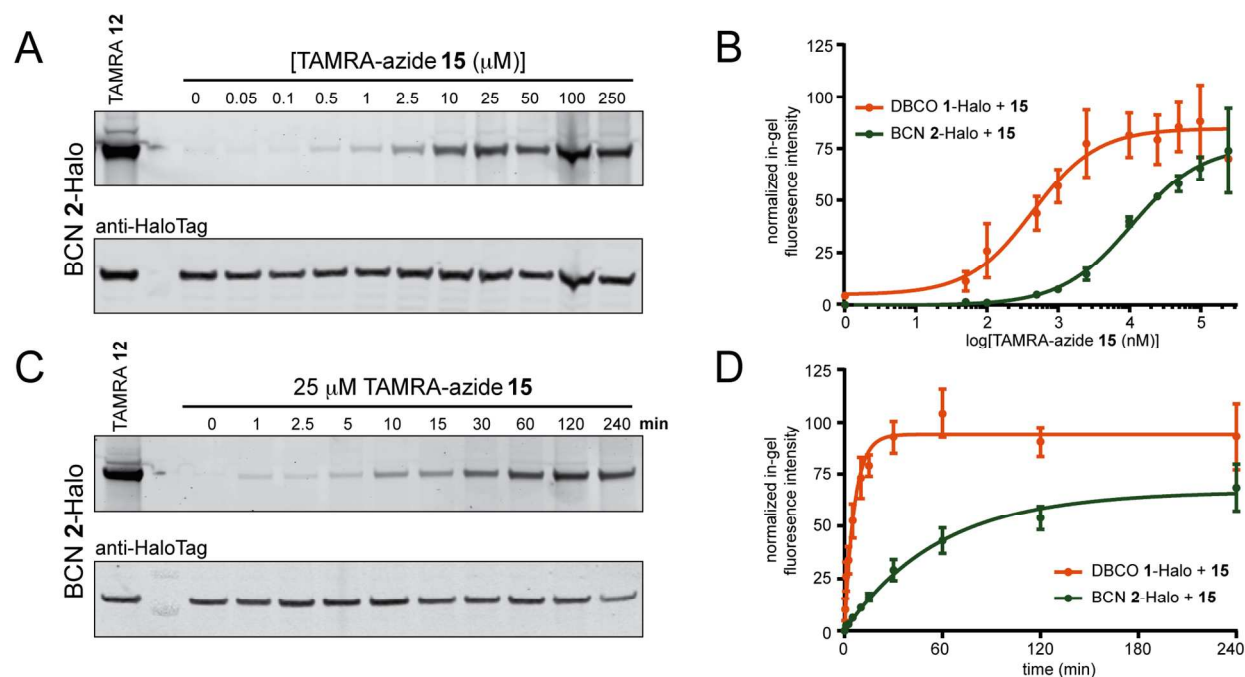 A
TAMRA 12
BCN 2-Halo
[TAMRA-azide 15 (μM)]
0 0.05 0.1 0.5 1 2.5 10 25 50 100 250
anti-HaloTag
B
normalized in-gel
fluoresence intensity
125
100
75
50
25
0
DBCO 1-Halo + 15
BCN 2-Halo + 15
0 1 2 3 4 5
log[TAMRA-azide 15 (nM)]
C
TAMRA 12
BCN 2-Halo
25 μM TAMRA-azide 15
0 1 2.5 5 10 15 30 60 120 240 min
anti-HaloTag
D
normalized in-gel
fluoresence intensity
125
100
75
50
25
0
DBCO 1-Halo + 15
BCN 2-Halo + 15
0 60 120 180 240
time (min)